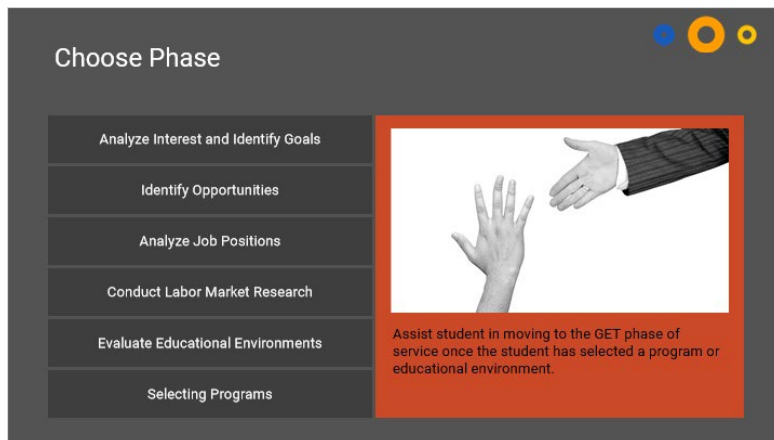 Choose Phase
Analyze Interest and Identify Goals
Identify Opportunities
Analyze Job Positions
Conduct Labor Market Research
Evaluate Educational Environments
Selecting Programs
Assist student in moving to the GET phase of
service once the student has selected a program or
educational environment.